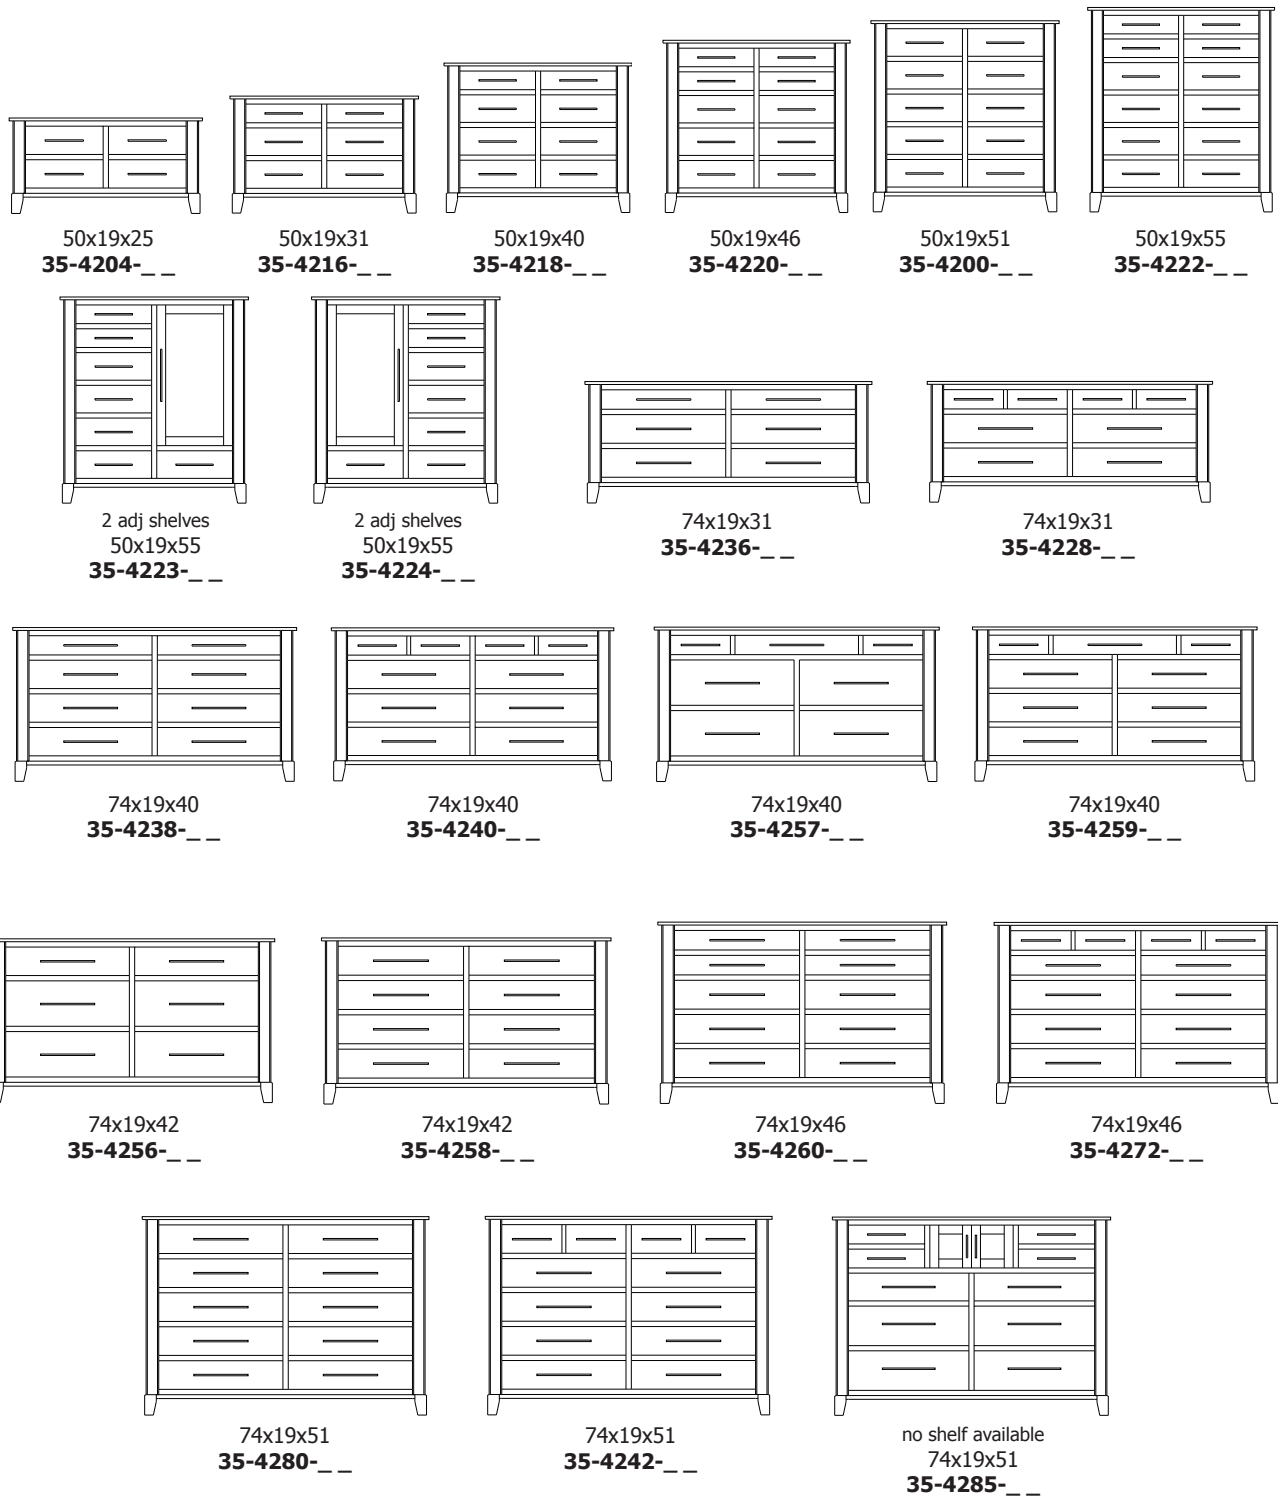 50x19x25
35-4204-_ _
50x19x31
35-4216-_ _
50x19x40
35-4218-_ _
50x19x46
35-4220-_ _
50x19x51
35-4200-_ _
50x19x55
35-4222-_ _
2 adj shelves
50x19x55
35-4223-_ _
2 adj shelves
50x19x55
35-4224-_ _
74x19x31
35-4236-_ _
74x19x31
35-4228-_ _
74x19x40
35-4238-_ _
74x19x40
35-4240-_ _
74x19x40
35-4257-_ _
74x19x40
35-4259-_ _
74x19x42
35-4256-_ _
74x19x42
35-4258-_ _
74x19x46
35-4260-_ _
74x19x46
35-4272-_ _
74x19x51
35-4280-_ _
74x19x51
35-4242-_ _
no shelf available
74x19x51
35-4285-_ _